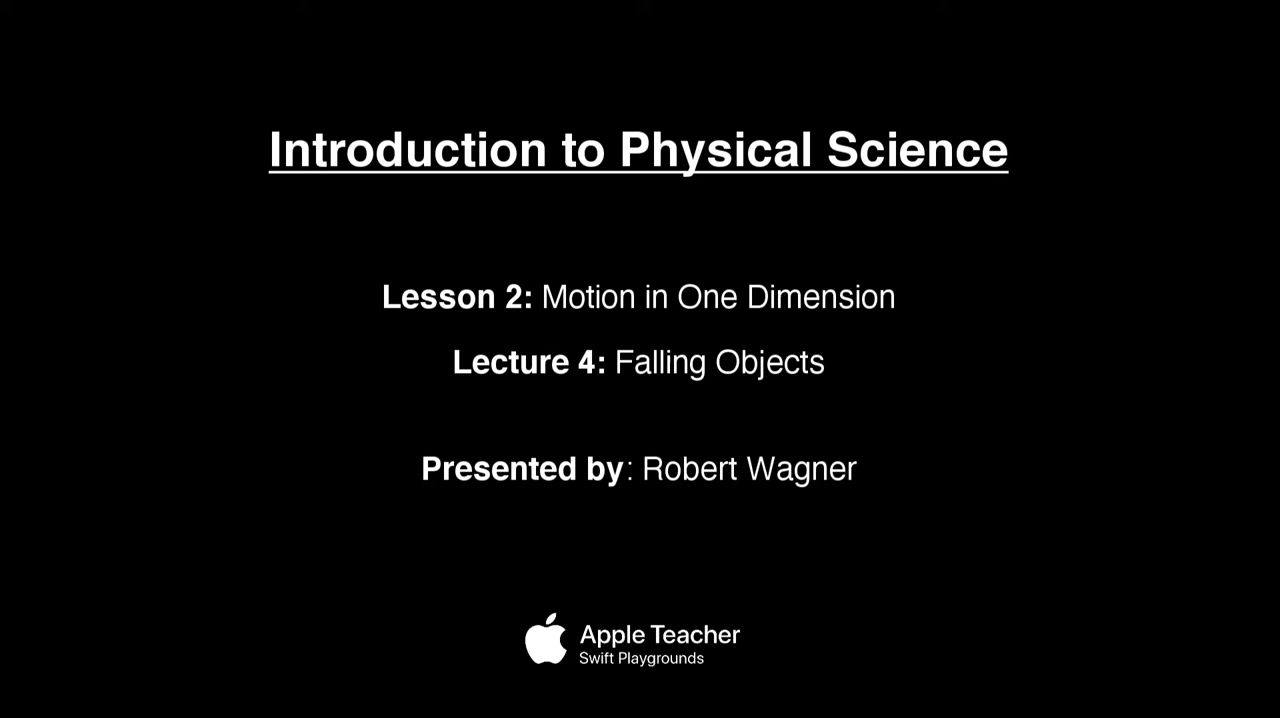 Introduction to Physical Science
Lesson 2: Motion in One Dimension
Lecture 4: Falling Objects
Presented by: Robert Wagner
Apple Teacher
Swift Playgrounds